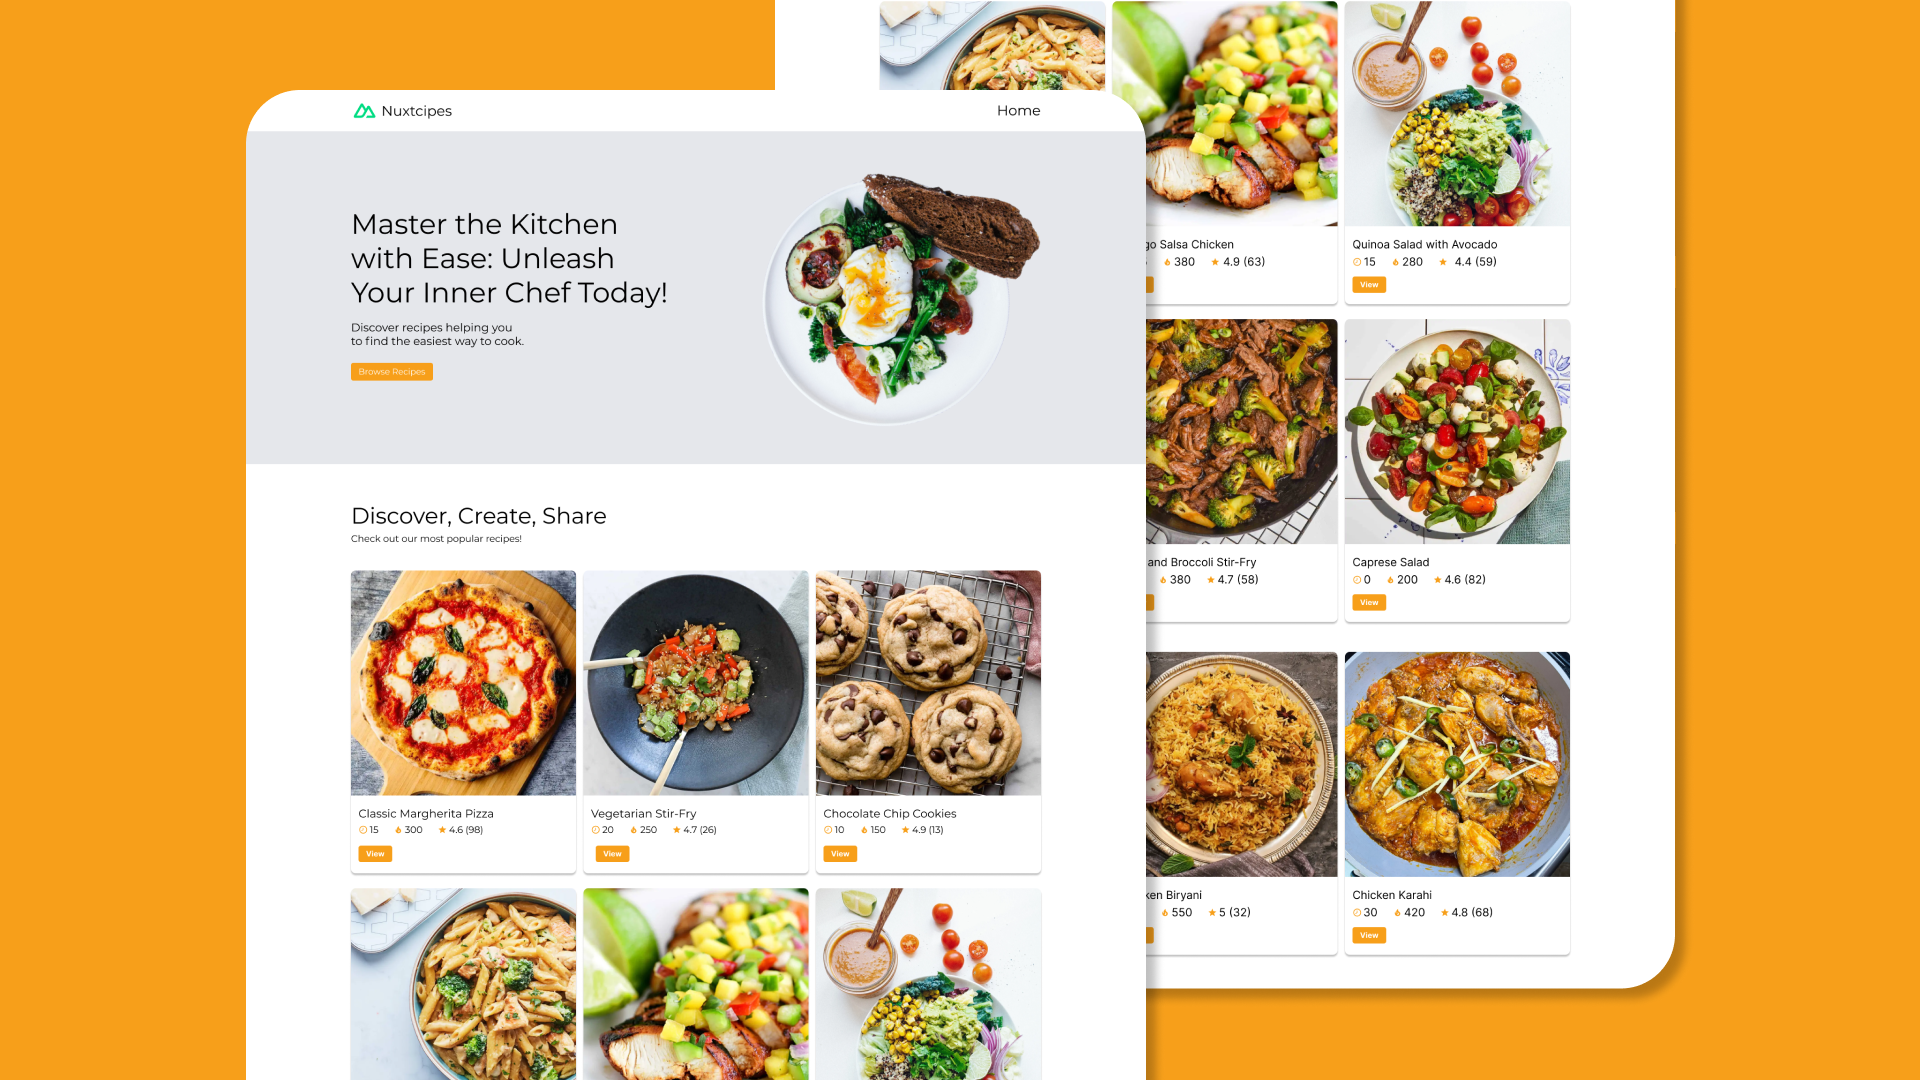 Nuxtcipes
Home
Master the Kitchen
with Ease: Unleash
Your Inner Chef Today!
Discover recipes helping you
to find the easiest way to cook.
Browse Recipes
Discover, Create, Share
Check out our most popular recipes!
Classic Margherita Pizza
15 300 4.6 (98)
View
Vegetarian Stir-Fry
20 250 4.7 (26)
View
Chocolate Chip Cookies
10 150 4.9 (13)
View
go Salsa Chicken
380 4.9 (63)
Quinoa Salad with Avocado
15 280 4.4 (59)
View
and Broccoli Stir-Fry
380 4.7 (58)
Caprese Salad
0 200 4.6 (82)
View
ken Biryani
550 5 (32)
Chicken Karahi
30 420 4.8 (68)
View